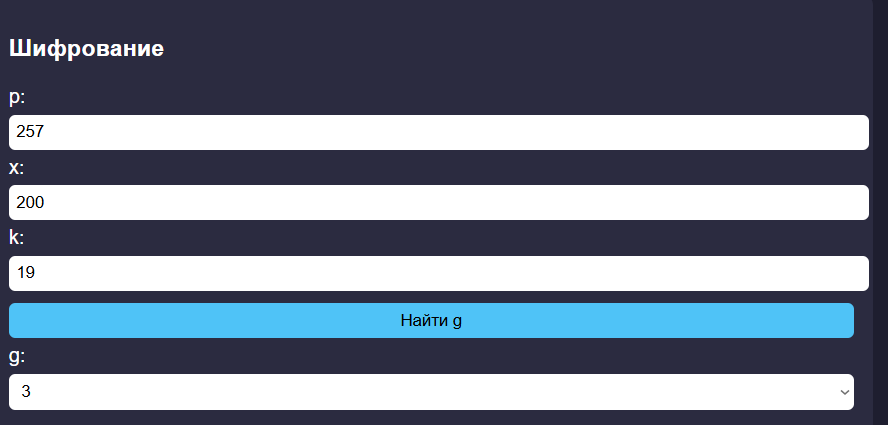 Шифрование
p:
257
x:
200
k:
19
Найти g
g:
3